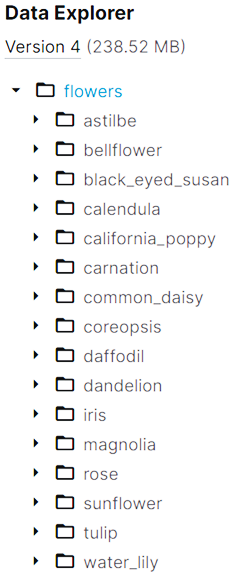 Data Explorer
Version 4 (238.52 MB)
flowers
astilbe
bellflower
black_eyed_susan
calendula
california_poppy
carnation
common_daisy
coreopsis
daffodil
dandelion
iris
magnolia
rose
sunflower
tulip
water_lily